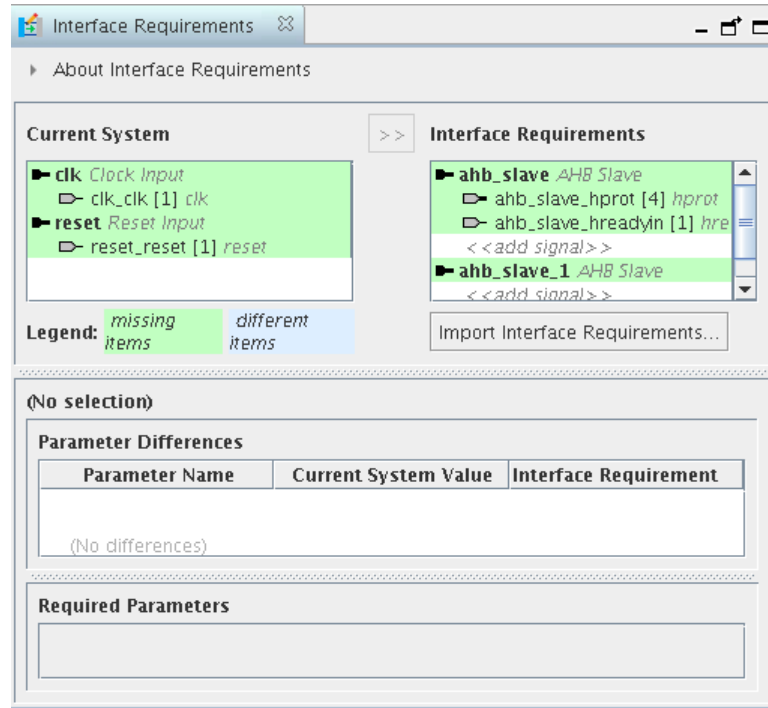 Interface Requirements
About Interface Requirements
Current System
>>
Interface Requirements
clk Clock Input
clk_clk [1] clk
reset Reset Input
reset_reset [1] reset
ahb_slave AHB Slave
ahb_slave_hprot [4] hprot
ahb_slave_hreadyin [1] hre
<<add signal>>
ahb_slave_1 AHB Slave
<<add signal>>
Legend:
missing
items
different
items
Import Interface Requirements...
(No selection)
Parameter Differences
Parameter Name Current System Value Interface Requirement
(No differences)
Required Parameters